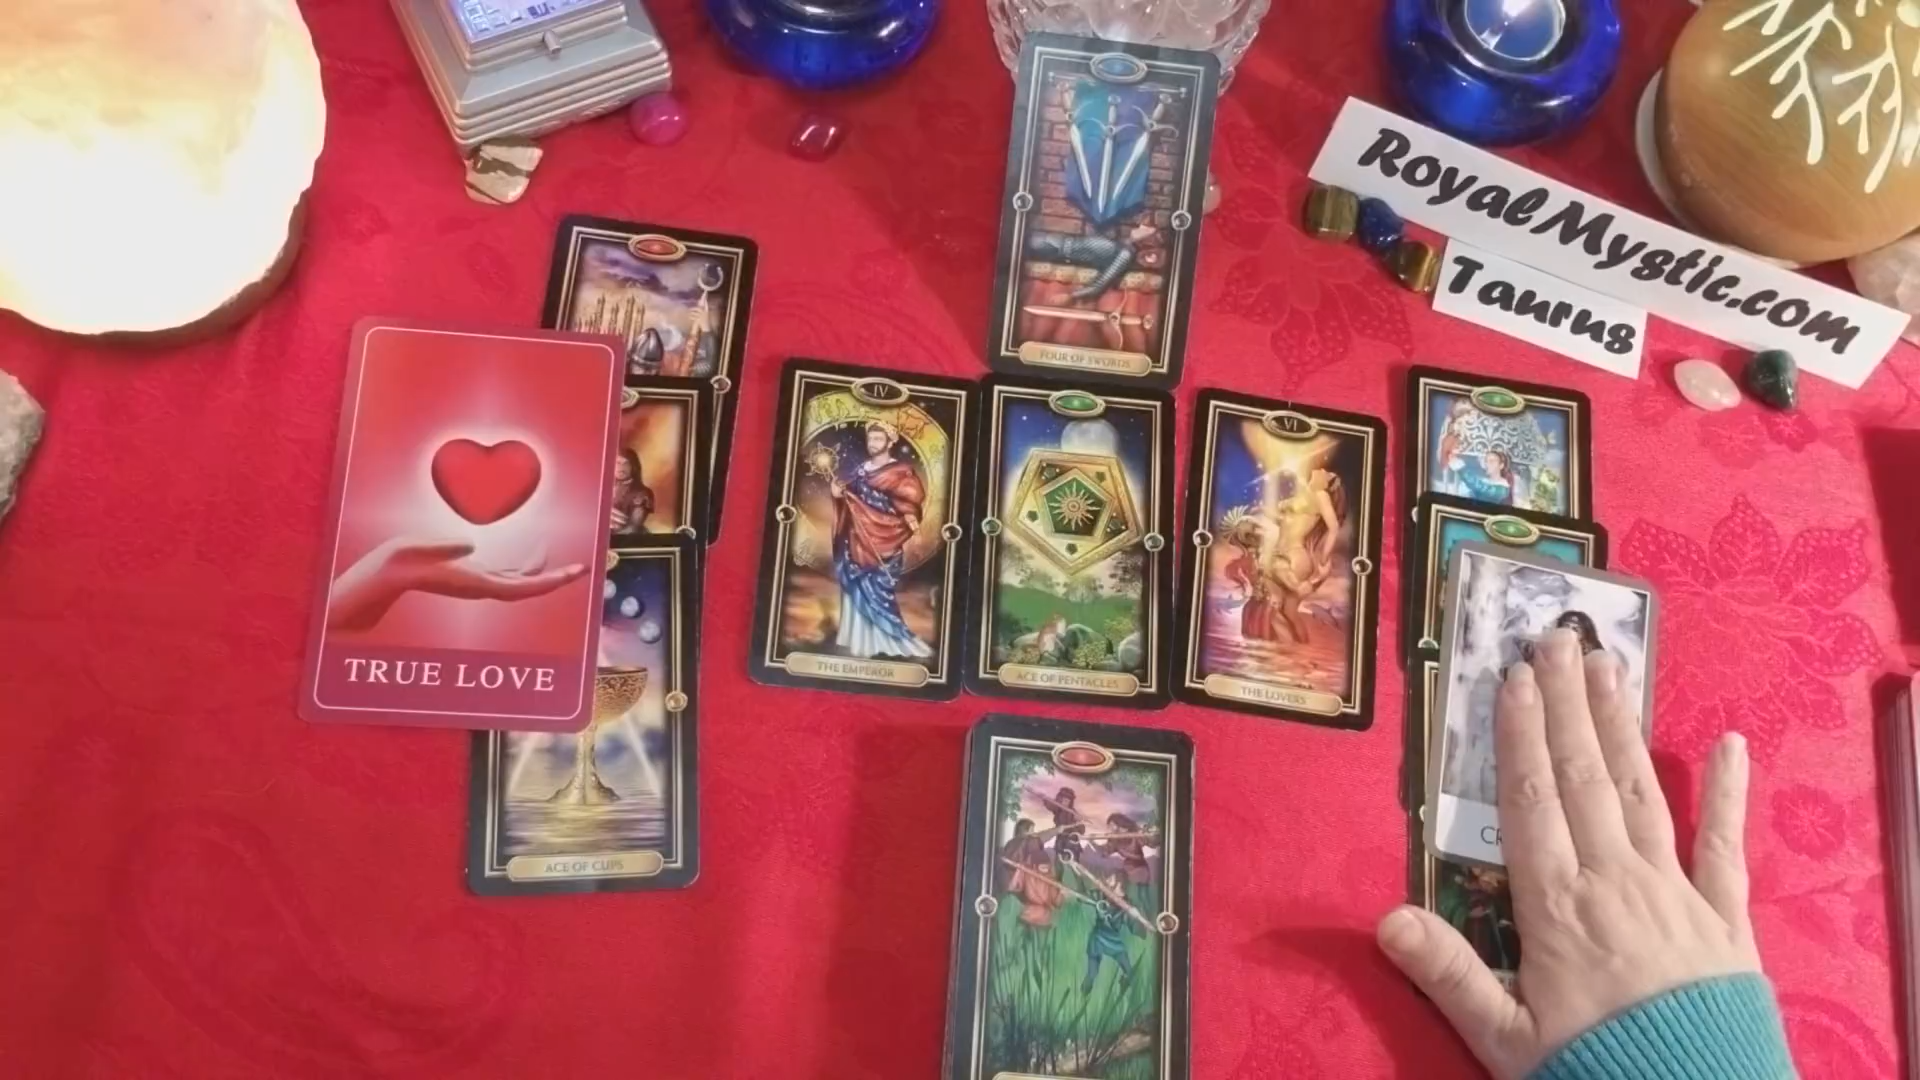 FOUR OF SWORDS
RoyalMystic.com
Taurus
TRUE LOVE
IV
THE EMPEROR
ACE OF PENTACLES
VI
THE LOVERS
ACE OF CUPS
CR